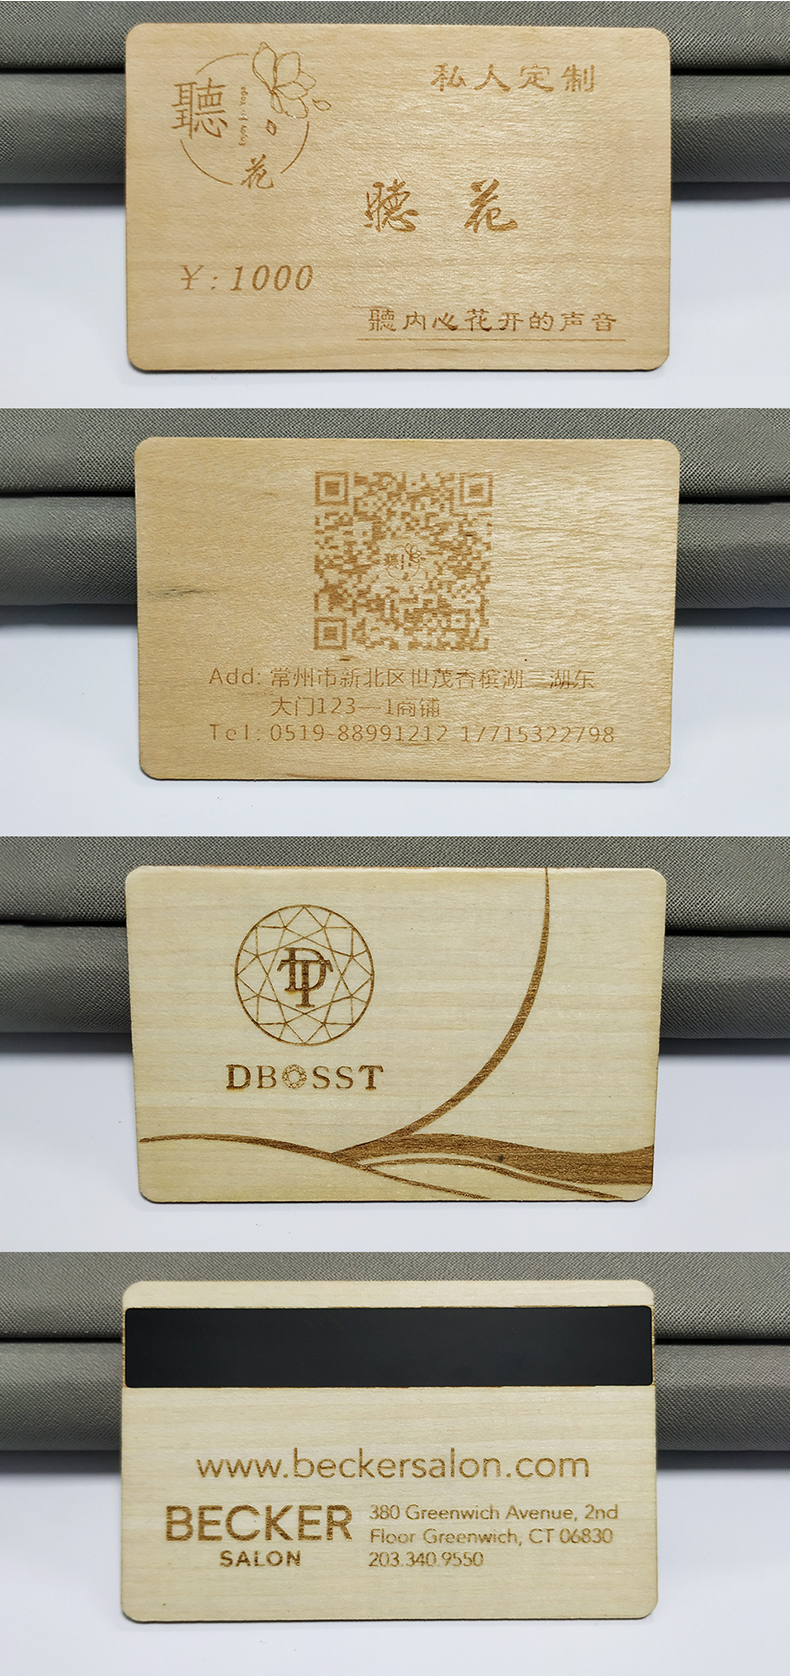 聽
花
私人定制
聽 花
￥:1000
聽内心花开的声音
Add: 常州市新北区世茂香槟湖二湖东
大门123—1商铺
Tel: 0519-88991212 17715322798
DT
DBOSST
www.beckersalon.com
BECKER
SALON
380 Greenwich Avenue, 2nd
Floor Greenwich, CT 06830
203.340.9550